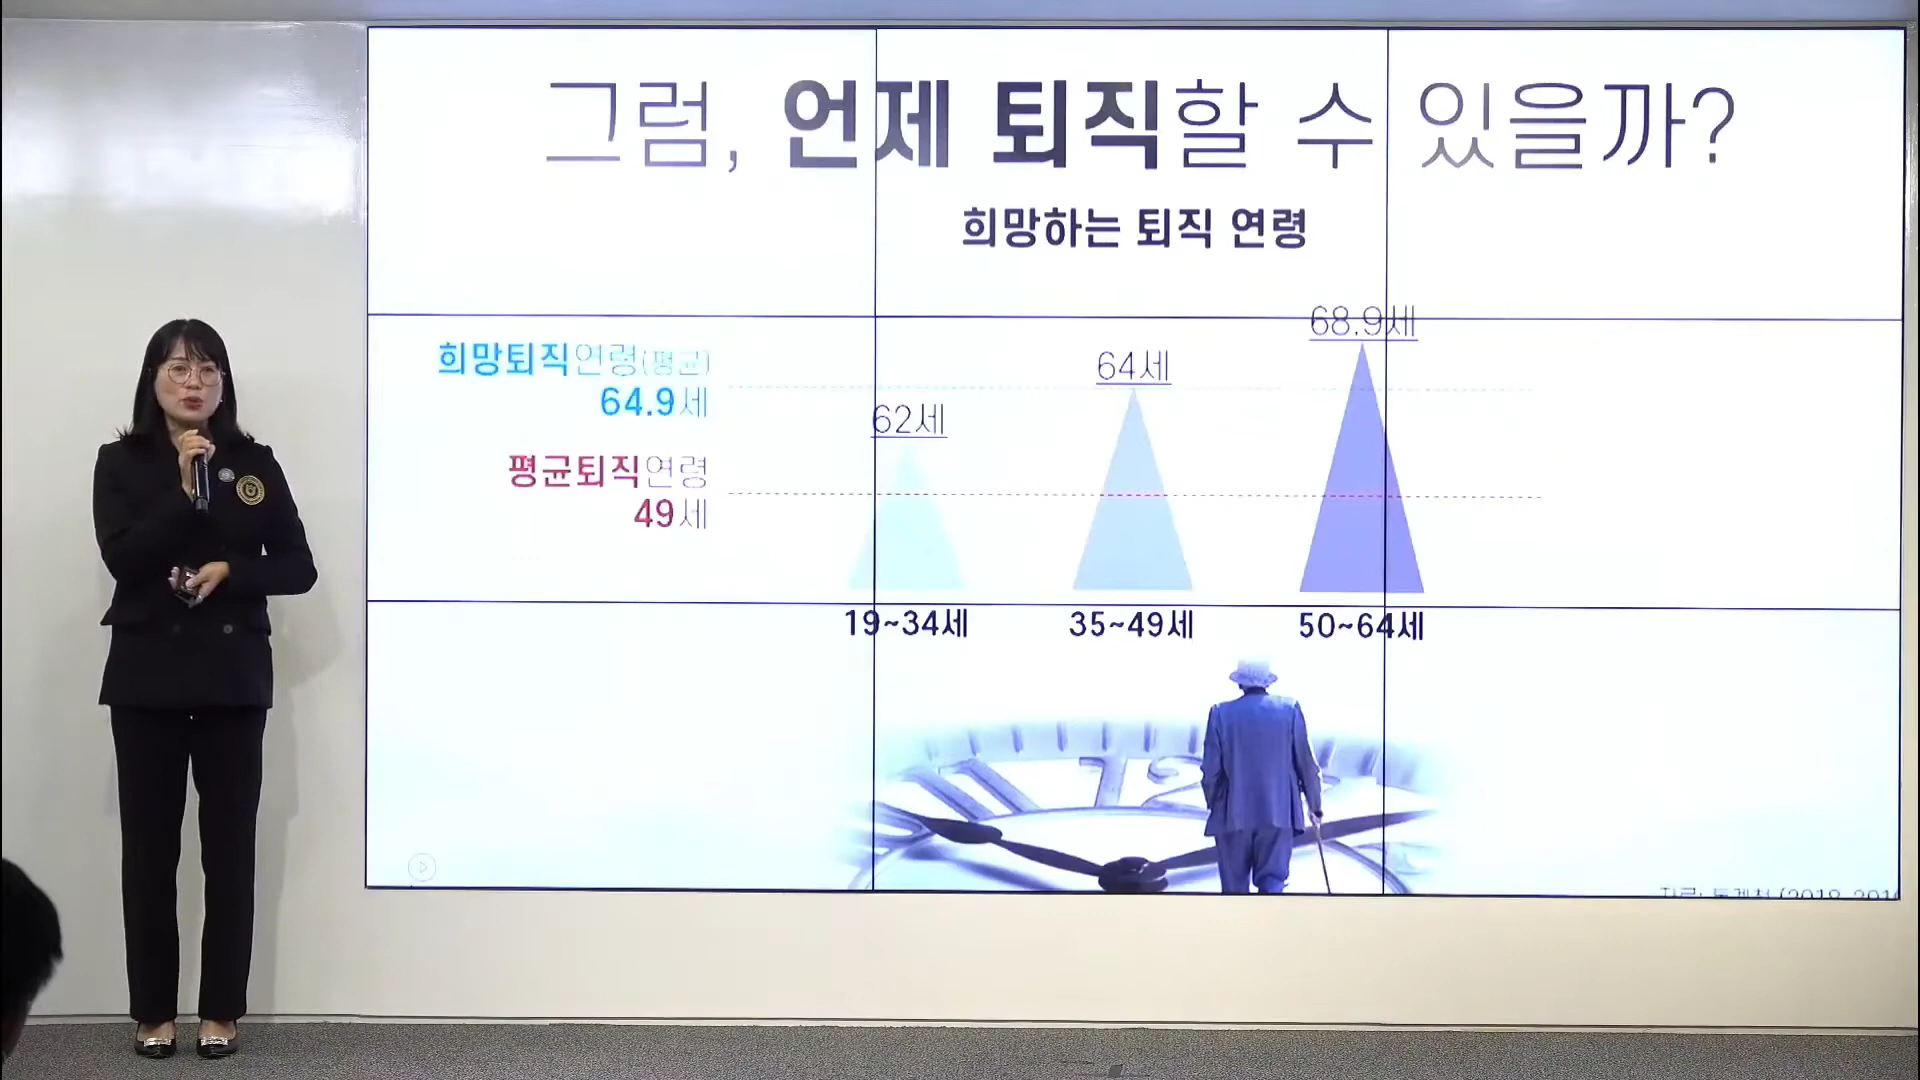 그럼, 언제 퇴직할 수 있을까?
희망하는 퇴직 연령
희망퇴직연령(평균)
64.9세
평균퇴직연령
49세
62세
64세
68.9세
19~34세
35~49세
50~64세
12